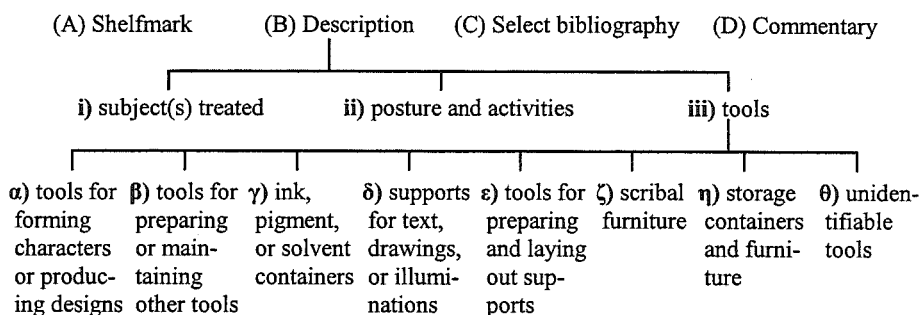 (A) Shelfmark (B) Description (C) Select bibliography (D) Commentary
i) subject(s) treated ii) posture and activities iii) tools
α) tools for forming characters or produc-
ing designs
β) tools for
preparing
or main-
taining
other tools
γ) ink,
pigment,
or solvent
containers
δ) supports
for text,
drawings,
or illumi-
nations
ε) tools for
preparing
and laying
out sup-
ports
ζ) scribal
furniture
η) storage
containers
and furni-
ture
θ) uniden-
tifiable
tools